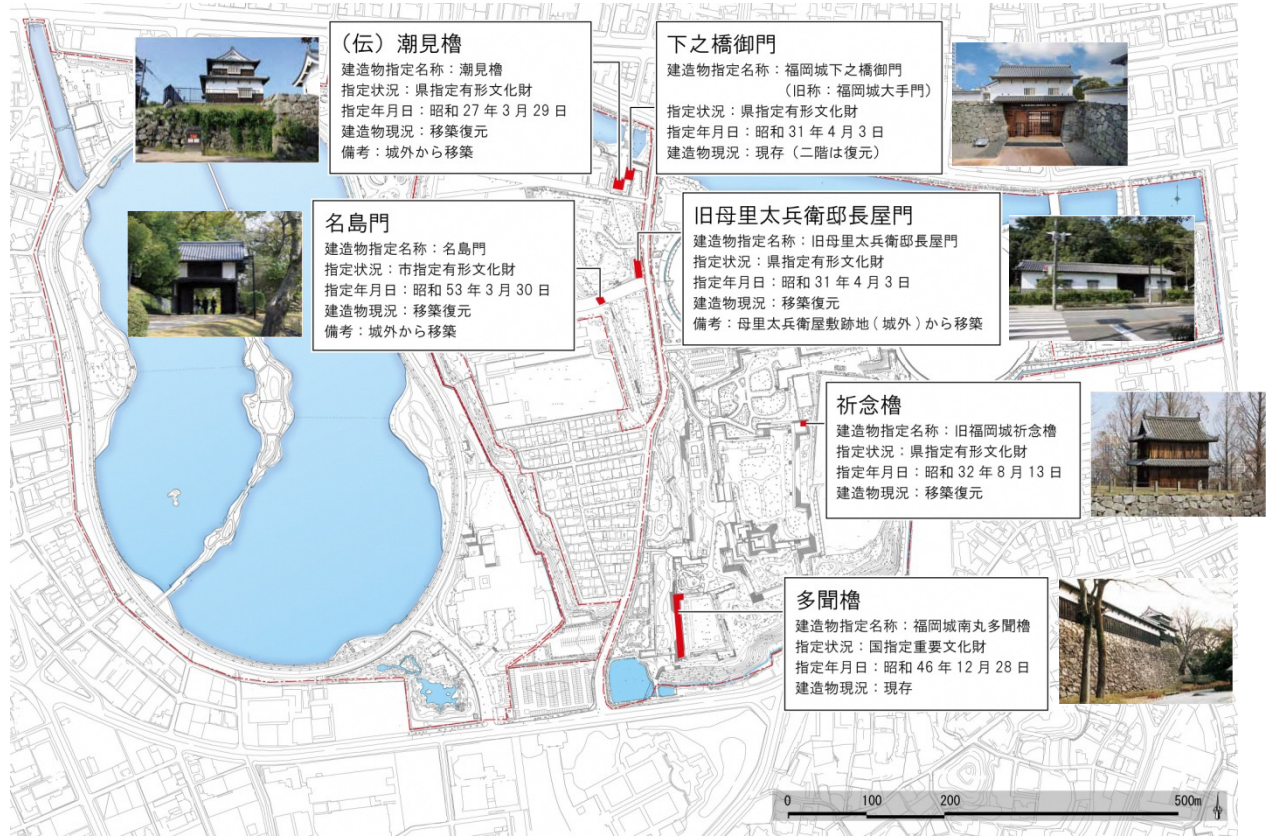 （伝）潮見櫓
建造物指定名称：潮見櫓
指定状況：県指定有形文化財
指定年月日：昭和 27 年 3 月 29 日
建造物現況：移築復元
備考：城外から移築
下之橋御門
建造物指定名称：福岡城下之橋御門
（旧称：福岡城大手門）
指定状況：県指定有形文化財
指定年月日：昭和 31 年 4 月 3 日
建造物現況：現存（二階は復元）
名島門
建造物指定名称：名島門
指定状況：市指定有形文化財
指定年月日：昭和 53 年 3 月 30 日
建造物現況：移築復元
備考：城外から移築
旧母里太兵衛邸長屋門
建造物指定名称：旧母里太兵衛邸長屋門
指定状況：県指定有形文化財
指定年月日：昭和 31 年 4 月 3 日
建造物現況：移築復元
備考：母里太兵衛屋敷跡地 ( 城外 ) から移築
祈念櫓
建造物指定名称：旧福岡城祈念櫓
指定状況：県指定有形文化財
指定年月日：昭和 32 年 8 月 13 日
建造物現況：移築復元
多聞櫓
建造物指定名称：福岡城南丸多聞櫓
指定状況：国指定重要文化財
指定年月日：昭和 46 年 12 月 28 日
建造物現況：現存
0 100 200 500m